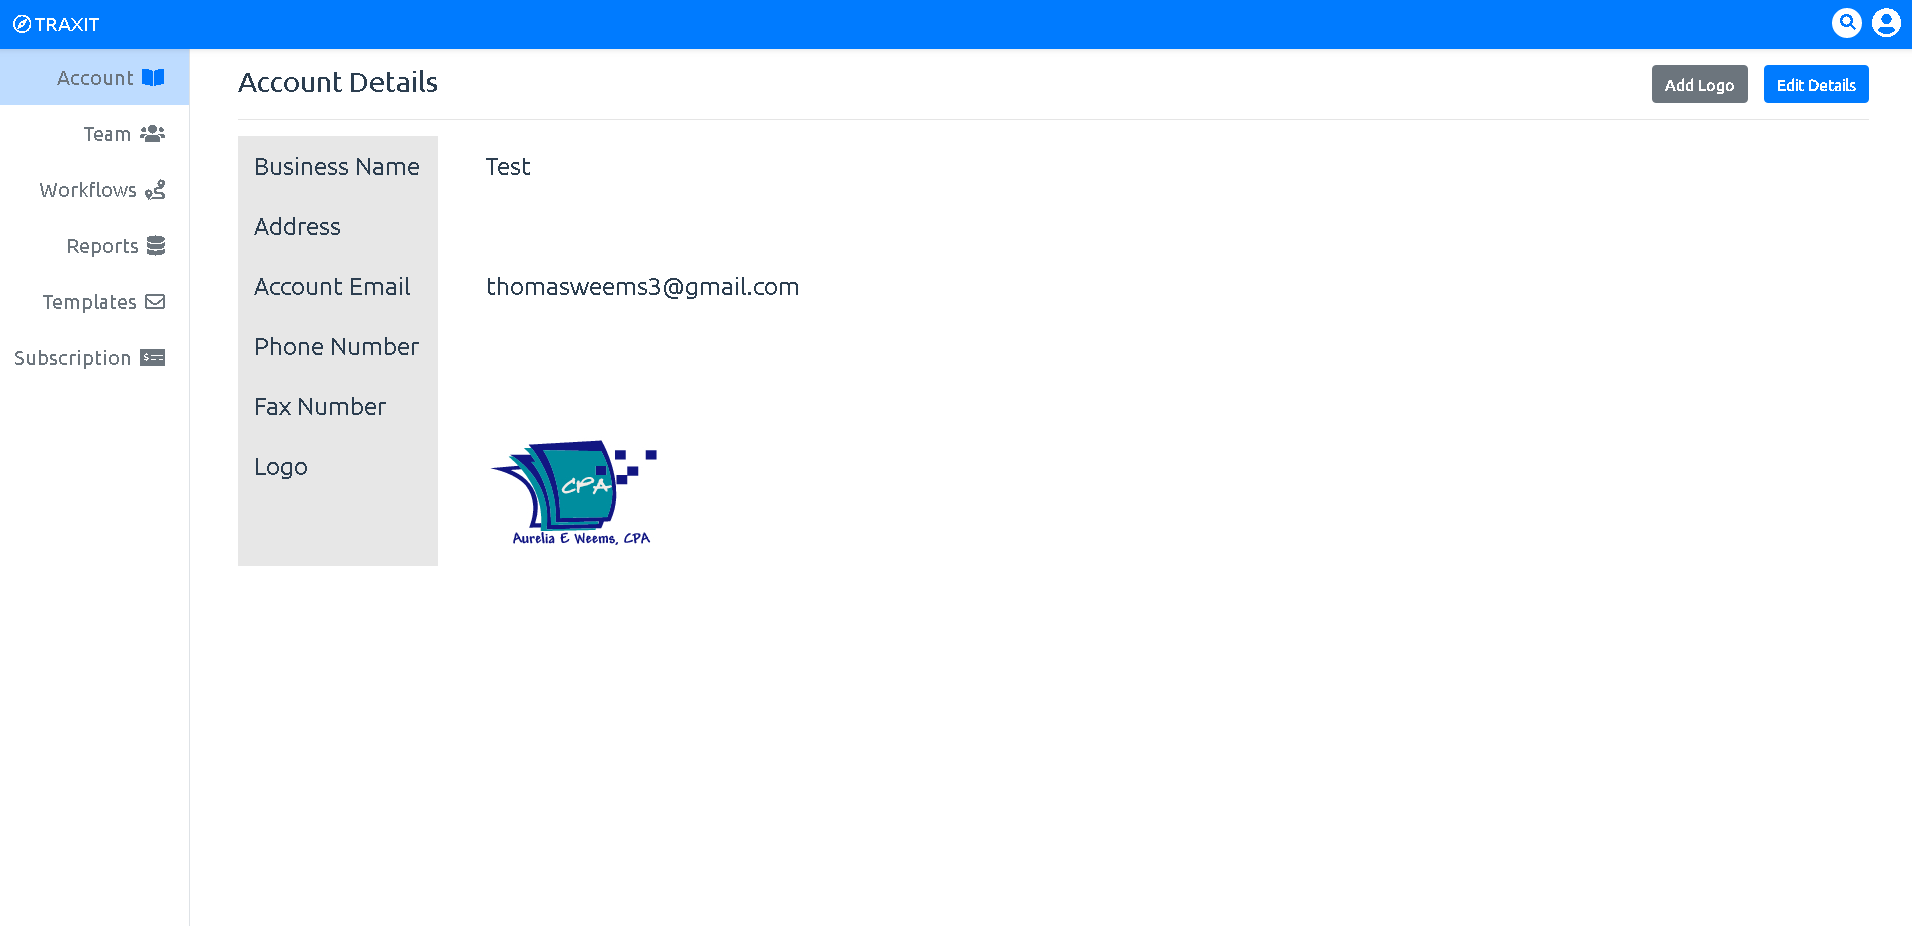 TRAXIT
Account
Team
Workflows
Reports
Templates
Subscription
Account Details
Add Logo
Edit Details
Business Name Test
Address
Account Email thomasweems3@gmail.com
Phone Number
Fax Number
Logo
CPA
Aurelia E Weems, CPA